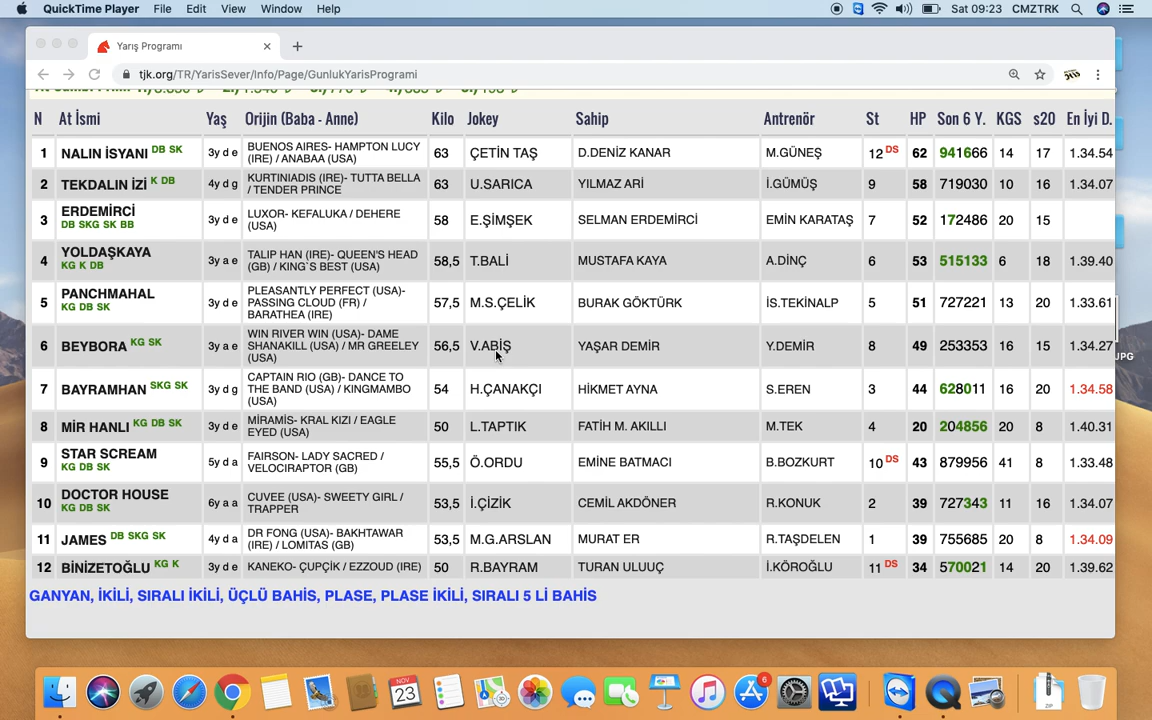 QuickTime Player File Edit View Window Help Sat 09:23 CMZTRK
Yarış Programı
tjk.org/TR/YarisSever/Info/Page/GunlukYarisProgrami
N At İsmi Yaş Orijin (Baba - Anne) Kilo Jokey Sahip Antrenör St HP Son 6 Y. KGS s20 En İyi D.
1 NALIN İSYANI DB SK 3y d e BUENOS AIRES- HAMPTON LUCY (IRE) / ANABAA (USA) 63 ÇETİN TAŞ D.DENİZ KANAR M.GÜNEŞ 12 DS 62 941666 14 17 1.34.54
2 TEKDALIN İZİ K DB 4y d g KURTINIADIS (IRE)- TUTTA BELLA / TENDER PRINCE 63 U.SARICA YILMAZ ARİ İ.GÜMÜŞ 9 58 719030 10 16 1.34.07
3 ERDEMİRCİ DB SKG SK BB 3y d e LUXOR- KEFALUKA / DEHERE (USA) 58 E.ŞİMŞEK SELMAN ERDEMİRCİ EMİN KARATAŞ 7 52 172486 20 15
4 YOLDAŞKAYA KG K DB 3y a e TALIP HAN (IRE)- QUEEN'S HEAD (GB) / KING`S BEST (USA) 58,5 T.BALİ MUSTAFA KAYA A.DİNÇ 6 53 515133 6 18 1.39.40
5 PANCHMAHAL KG DB SK 3y d e PLEASANTLY PERFECT (USA)- PASSING CLOUD (FR) / BARATHEA (IRE) 57,5 M.S.ÇELİK BURAK GÖKTÜRK İS.TEKİNALP 5 51 727221 13 20 1.33.61
6 BEYBORA KG SK 3y a e WIN RIVER WIN (USA)- DAME SHANAKILL (USA) / MR GREELEY (USA) 56,5 V.ABİŞ YAŞAR DEMİR Y.DEMİR 8 49 253353 16 15 1.34.27
7 BAYRAMHAN SKG SK 3y d g CAPTAIN RIO (GB)- DANCE TO THE BAND (USA) / KINGMAMBO (USA) 54 H.ÇANAKÇI HİKMET AYNA S.EREN 3 44 628011 16 20 1.34.58
8 MİR HANLI KG DB SK 3y d e MİRAMİS- KRAL KIZI / EAGLE EYED (USA) 50 L.TAPTIK FATİH M. AKILLI M.TEK 4 20 204856 20 8 1.40.31
9 STAR SCREAM KG DB SK 5y d a FAIRSON- LADY SACRED / VELOCIRAPTOR (GB) 55,5 Ö.ORDU EMİNE BATMACI B.BOZKURT 10 DS 43 879956 41 8 1.33.48
10 DOCTOR HOUSE KG DB SK 6y a a CUVEE (USA)- SWEETY GIRL / TRAPPER 53,5 İ.ÇİZİK CEMİL AKDÖNER R.KONUK 2 39 727343 11 16 1.34.07
11 JAMES DB SKG SK 4y d a DR FONG (USA)- BAKHTAWAR (IRE) / LOMITAS (GB) 53,5 M.G.ARSLAN MURAT ER R.TAŞDELEN 1 39 755685 20 8 1.34.09
12 BİNİZETOĞLU KG K 3y d e KANEKO- ÇUPÇİK / EZZOUD (IRE) 50 R.BAYRAM TURAN ULUUÇ İ.KÖROĞLU 11 DS 34 570021 14 20 1.39.62
GANYAN, İKİLİ, SIRALI İKİLİ, ÜÇLÜ BAHİS, PLASE, PLASE İKİLİ, SIRALI 5 Lİ BAHİS
JPG
NOV
23
6
ZIP